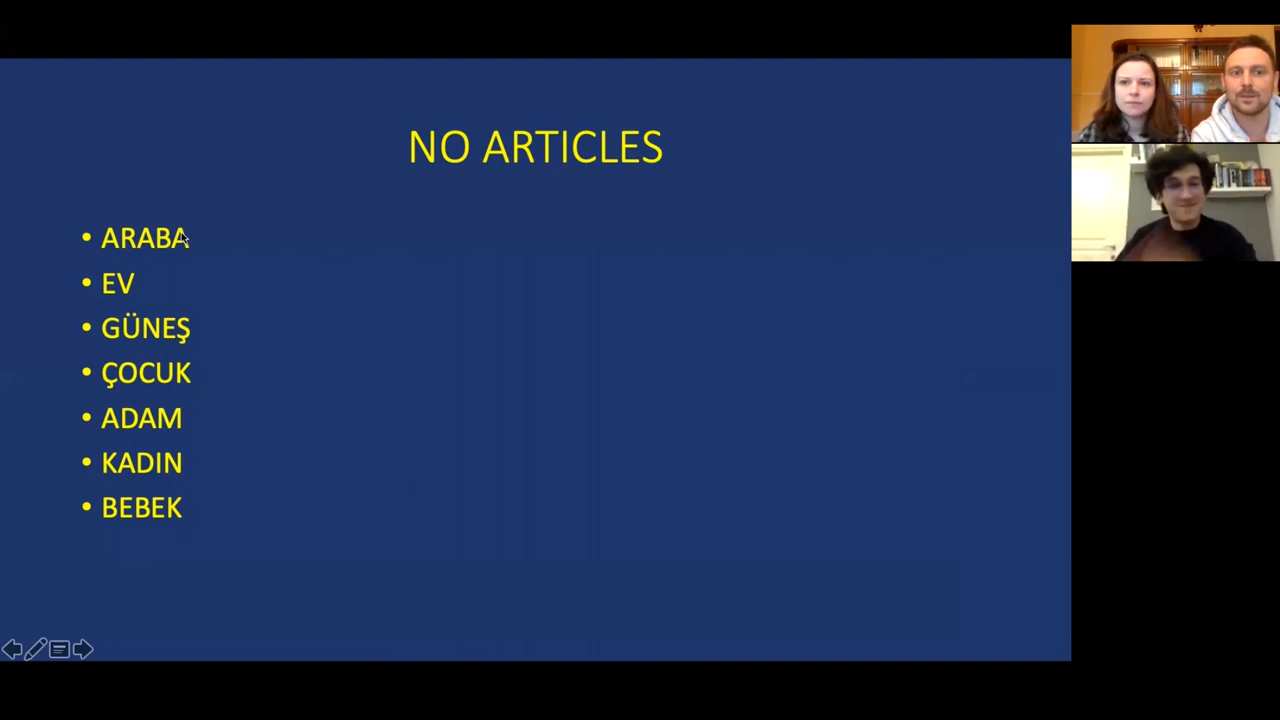 NO ARTICLES
• ARABA
• EV
• GÜNEŞ
• ÇOCUK
• ADAM
• KADIN
• BEBEK